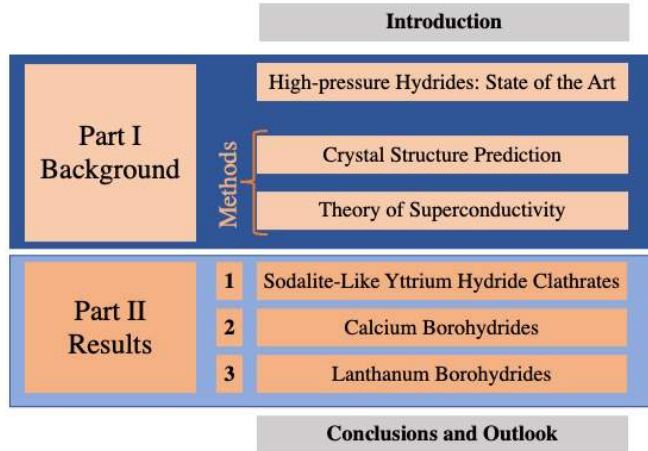 Introduction
Part I
Background
High-pressure Hydrides: State of the Art
Methods
Crystal Structure Prediction
Theory of Superconductivity
Part II
Results
1 Sodalite-Like Yttrium Hydride Clathrates
2 Calcium Borohydrides
3 Lanthanum Borohydrides
Conclusions and Outlook